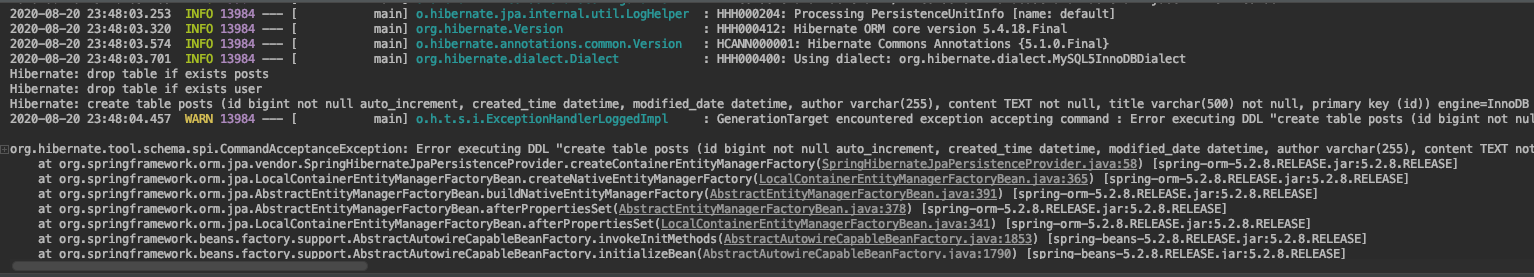 2020-08-20 23:48:03.253  INFO 13984 --- [           main] o.hibernate.jpa.internal.util.LogHelper  : HHH000204: Processing PersistenceUnitInfo [name: default]
2020-08-20 23:48:03.320  INFO 13984 --- [           main] org.hibernate.Version                    : HHH000412: Hibernate ORM core version 5.4.18.Final
2020-08-20 23:48:03.574  INFO 13984 --- [           main] o.hibernate.annotations.common.Version   : HCANN000001: Hibernate Commons Annotations {5.1.0.Final}
2020-08-20 23:48:03.701  INFO 13984 --- [           main] org.hibernate.dialect.Dialect            : HHH000400: Using dialect: org.hibernate.dialect.MySQL5InnoDBDialect
Hibernate: drop table if exists posts
Hibernate: drop table if exists user
Hibernate: create table posts (id bigint not null auto_increment, created_time datetime, modified_date datetime, author varchar(255), content TEXT not null, title varchar(500) not null, primary key (id)) engine=InnoDB
2020-08-20 23:48:04.457  WARN 13984 --- [           main] o.h.t.s.i.ExceptionHandlerLoggedImpl     : GenerationTarget encountered exception accepting command : Error executing DDL "create table posts (id bigint not nul
org.hibernate.tool.schema.spi.CommandAcceptanceException: Error executing DDL "create table posts (id bigint not null auto_increment, created_time datetime, modified_date datetime, author varchar(255), content TEXT not
at org.springframework.orm.jpa.vendor.SpringHibernateJpaPersistenceProvider.createContainerEntityManagerFactory(SpringHibernateJpaPersistenceProvider.java:58) [spring-orm-5.2.8.RELEASE.jar:5.2.8.RELEASE]
at org.springframework.orm.jpa.LocalContainerEntityManagerFactoryBean.createNativeEntityManagerFactory(LocalContainerEntityManagerFactoryBean.java:365) [spring-orm-5.2.8.RELEASE.jar:5.2.8.RELEASE]
at org.springframework.orm.jpa.AbstractEntityManagerFactoryBean.buildNativeEntityManagerFactory(AbstractEntityManagerFactoryBean.java:391) [spring-orm-5.2.8.RELEASE.jar:5.2.8.RELEASE]
at org.springframework.orm.jpa.AbstractEntityManagerFactoryBean.afterPropertiesSet(AbstractEntityManagerFactoryBean.java:378) [spring-orm-5.2.8.RELEASE.jar:5.2.8.RELEASE]
at org.springframework.orm.jpa.LocalContainerEntityManagerFactoryBean.afterPropertiesSet(LocalContainerEntityManagerFactoryBean.java:341) [spring-orm-5.2.8.RELEASE.jar:5.2.8.RELEASE]
at org.springframework.beans.factory.support.AbstractAutowireCapableBeanFactory.invokeInitMethods(AbstractAutowireCapableBeanFactory.java:1853) [spring-beans-5.2.8.RELEASE.jar:5.2.8.RELEASE]
at org.springframework.beans.factory.support.AbstractAutowireCapableBeanFactory.initializeBean(AbstractAutowireCapableBeanFactory.java:1790) [spring-beans-5.2.8.RELEASE.jar:5.2.8.RELEASE]